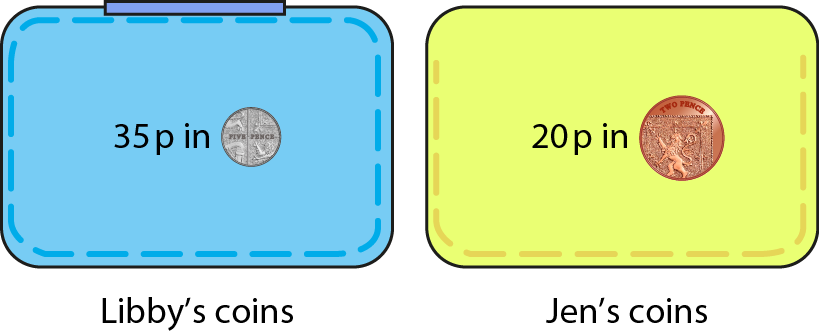 35 p in
FIVE PENCE
20 p in
TWO PENCE
Libby's coins
Jen's coins